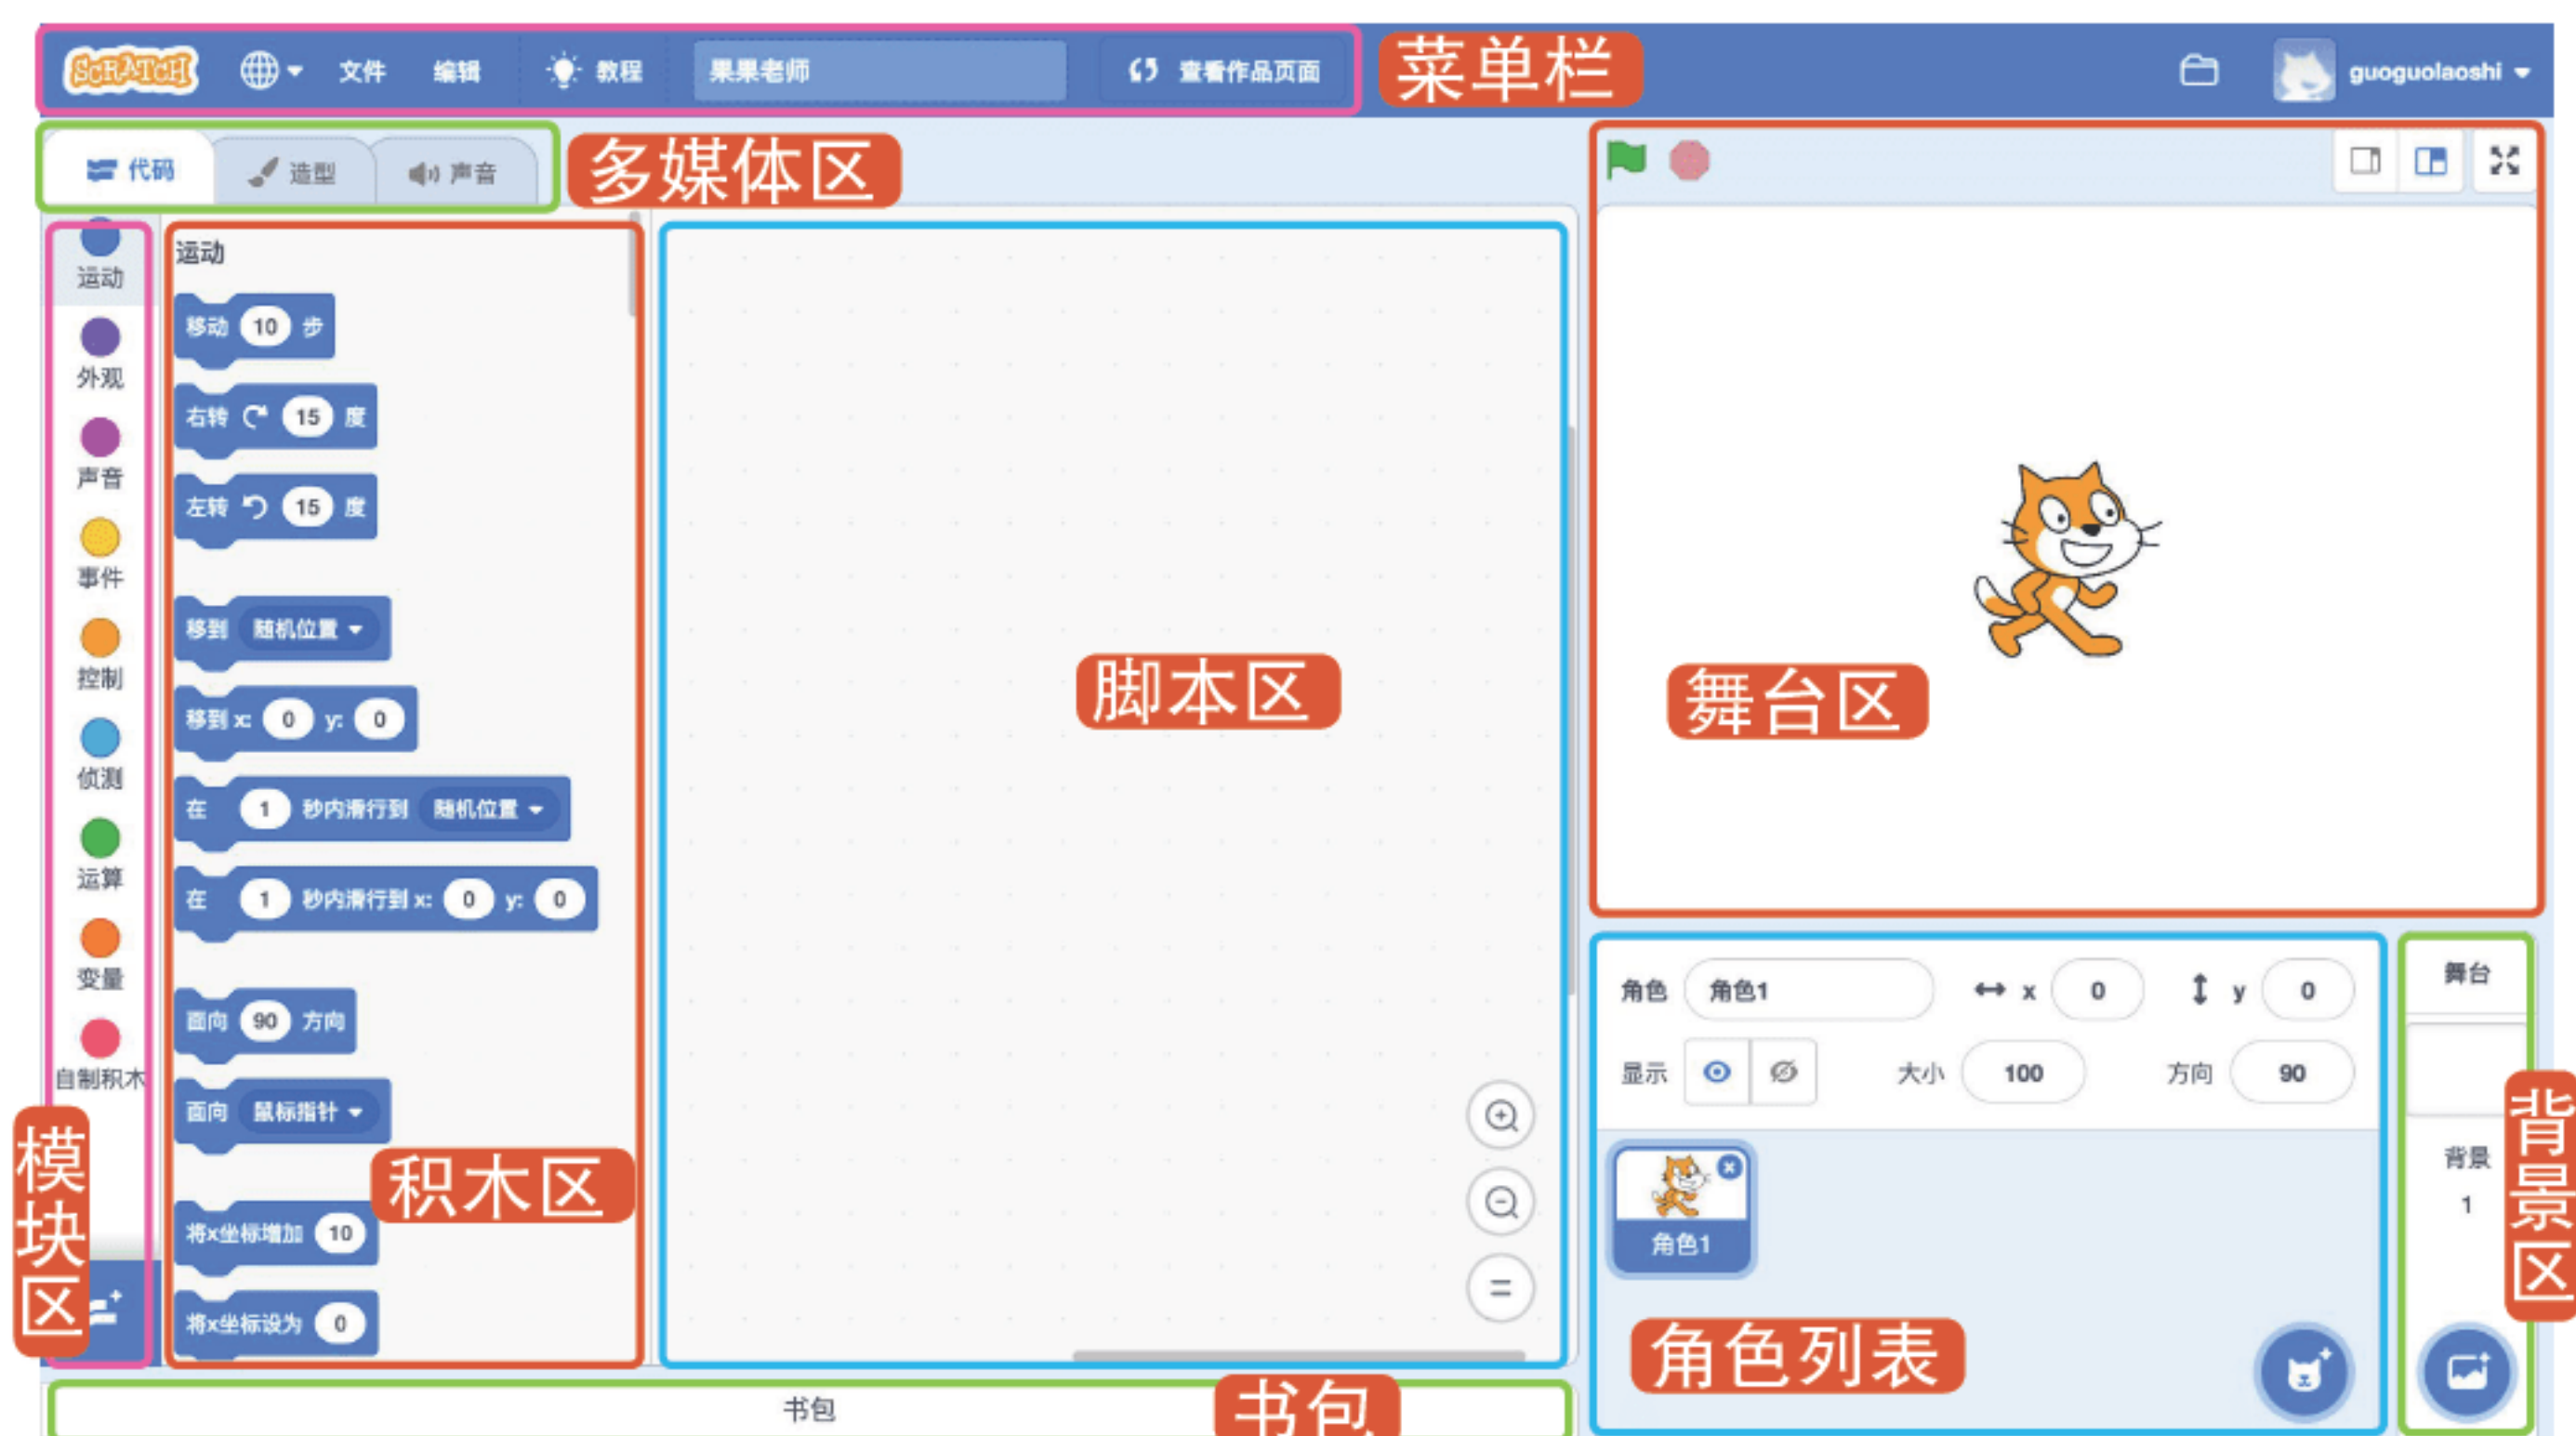 SCRATCH 文件 编辑 教程 果果老师 查看作品页面 菜单栏 guoguolaoshi
代码 造型 声音 多媒体区
运动
外观
声音
事件
控制
侦测
运算
变量
自制积木
模块区
运动
移动 10 步
右转 15 度
左转 15 度
移到 随机位置
移到 x: 0 y: 0
在 1 秒内滑行到 随机位置
在 1 秒内滑行到 x: 0 y: 0
面向 90 方向
面向 鼠标指针
积木区
将x坐标增加 10
将x坐标设为 0
脚本区
舞台区
角色 角色1 x 0 y 0
显示 大小 100 方向 90
角色1
角色列表
舞台
背景
1
背景区
书包 书包